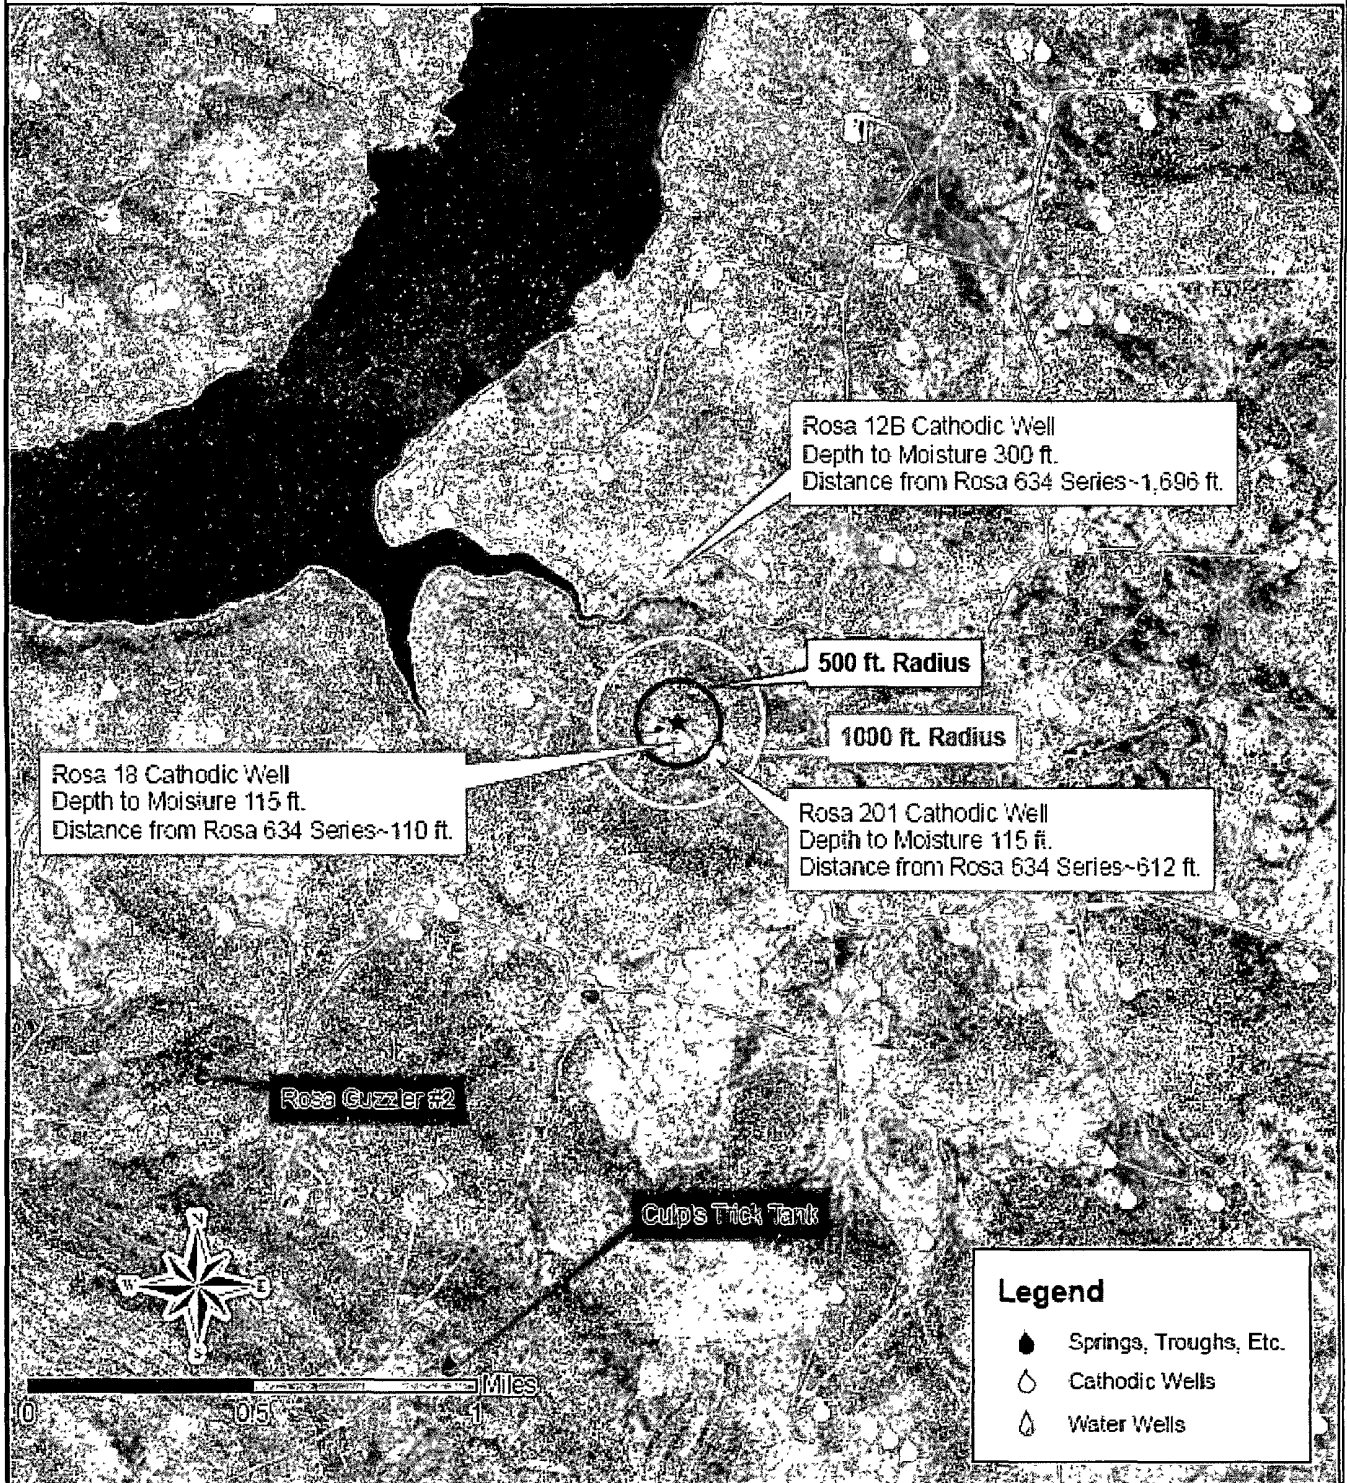 Rosa 12B Cathodic Well
Depth to Moisture 300 ft.
Distance from Rosa 634 Series~1,696 ft.
500 ft. Radius
1000 ft. Radius
Rosa 18 Cathodic Well
Depth to Moisture 115 ft.
Distance from Rosa 634 Series~110 ft.
Rosa 201 Cathodic Well
Depth to Moisture 115 ft.
Distance from Rosa 634 Series~612 ft.
Rosa Guzzler #2
Culp's Trick Tank
N
W E
S
Miles
0 0.5 1
Legend
Springs, Troughs, Etc.
Cathodic Wells
Water Wells